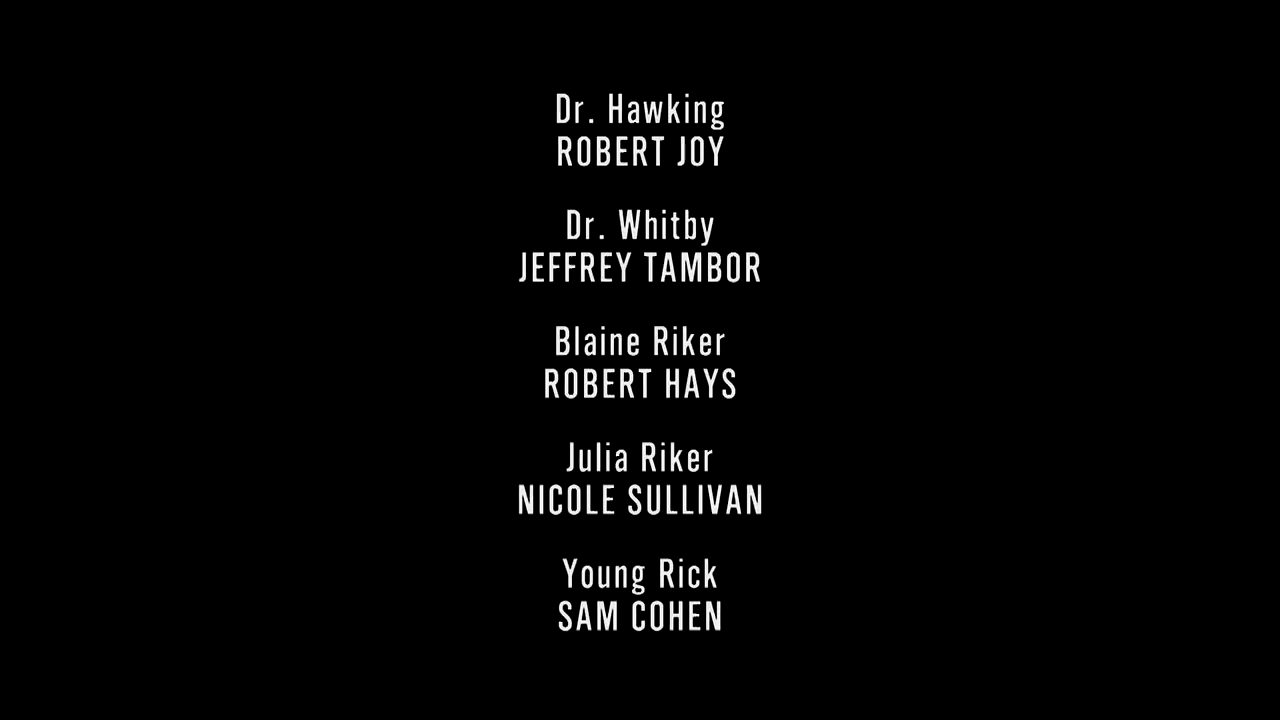 Dr. Hawking
ROBERT JOY
Dr. Whitby
JEFFREY TAMBOR
Blaine Riker
ROBERT HAYS
Julia Riker
NICOLE SULLIVAN
Young Rick
SAM COHEN